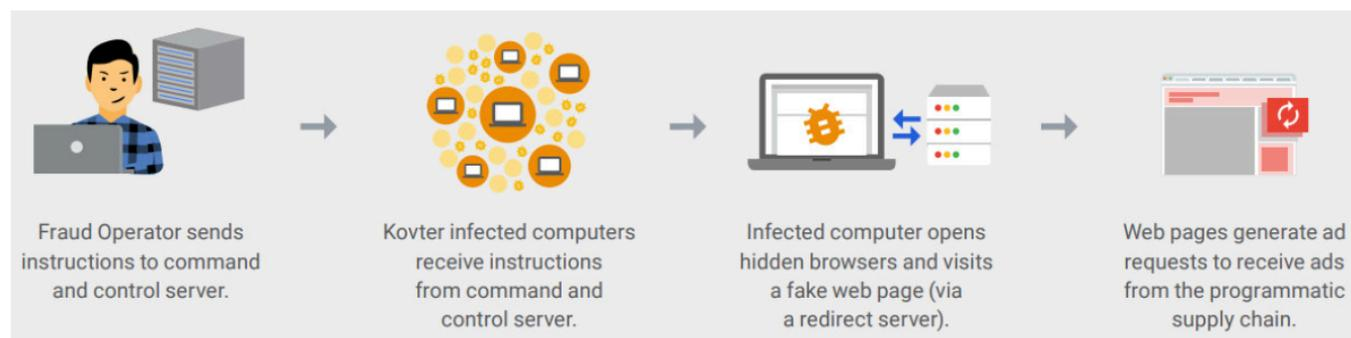 Fraud Operator sends
instructions to command
and control server.
Kovter infected computers
receive instructions
from command and
control server.
Infected computer opens
hidden browsers and visits
a fake web page (via
a redirect server).
Web pages generate ad
requests to receive ads
from the programmatic
supply chain.